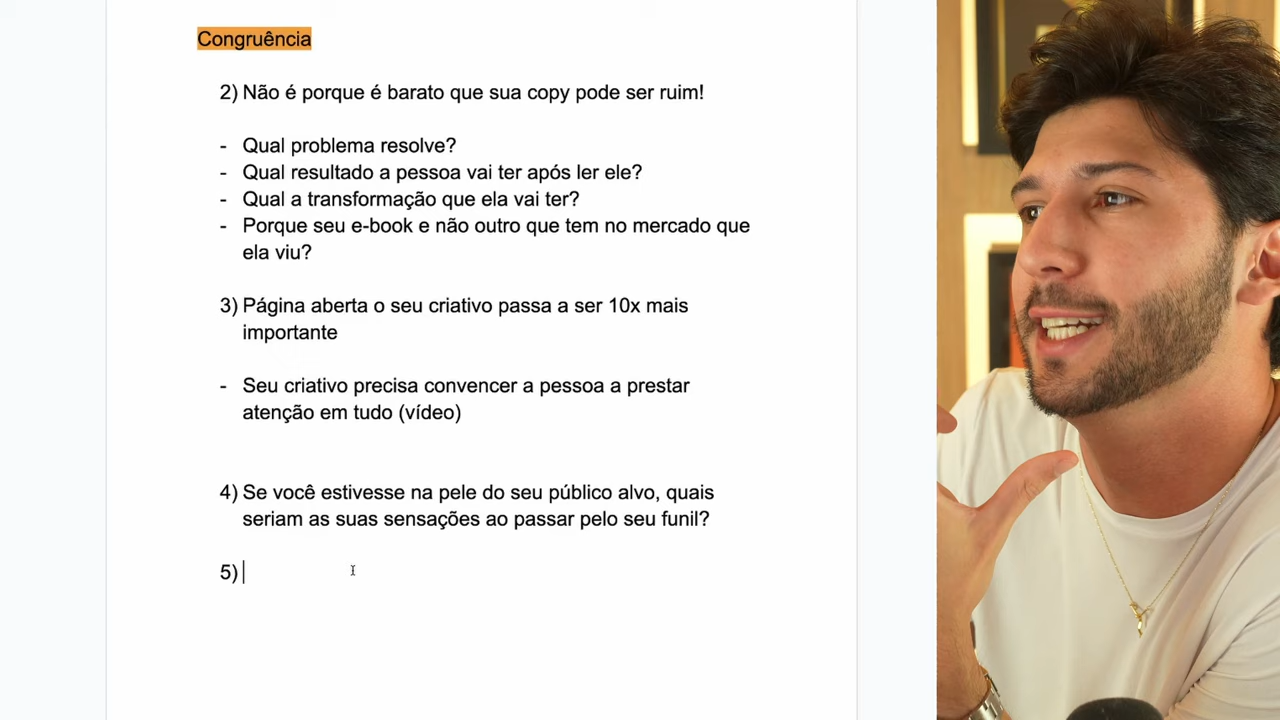 Congruência
2) Não é porque é barato que sua copy pode ser ruim!
- Qual problema resolve?
- Qual resultado a pessoa vai ter após ler ele?
- Qual a transformação que ela vai ter?
- Porque seu e-book e não outro que tem no mercado que
ela viu?
3) Página aberta o seu criativo passa a ser 10x mais
importante
- Seu criativo precisa convencer a pessoa a prestar
atenção em tudo (vídeo)
4) Se você estivesse na pele do seu público alvo, quais
seriam as suas sensações ao passar pelo seu funil?
5)